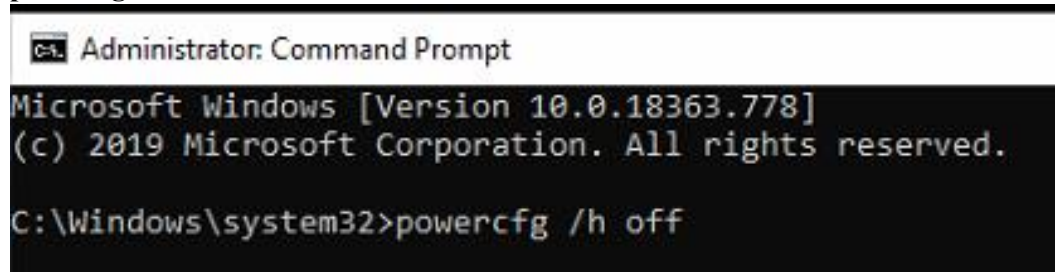 Administrator: Command Prompt
Microsoft Windows [Version 10.0.18363.778]
(c) 2019 Microsoft Corporation. All rights reserved.
C:\Windows\system32>powercfg /h off